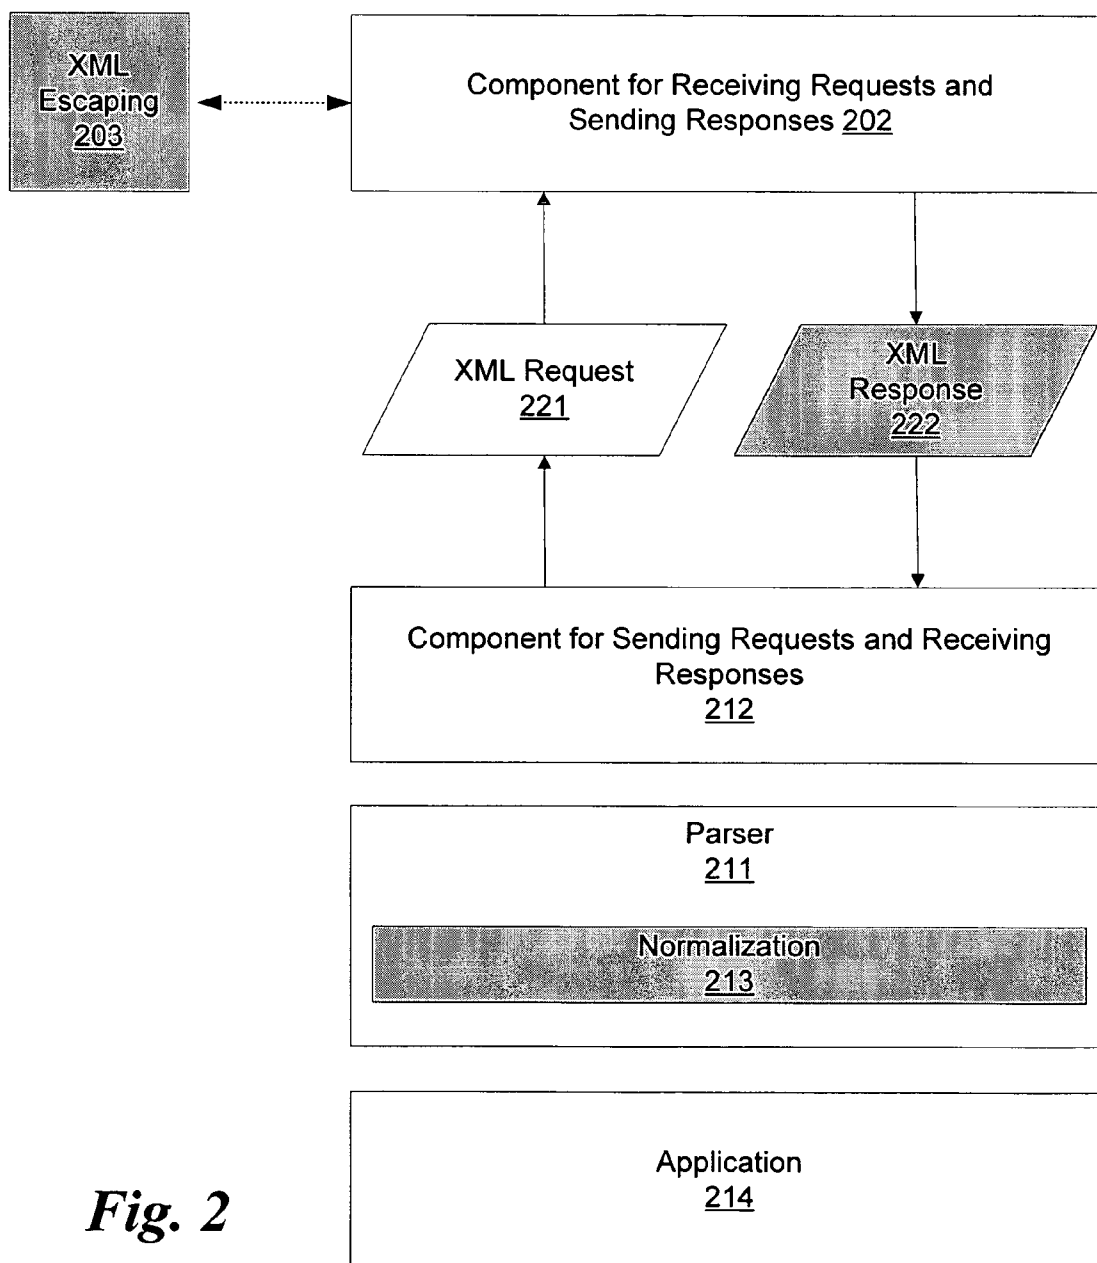 XML
Escaping
203
Component for Receiving Requests and
Sending Responses 202
XML Request
221
XML
Response
222
Component for Sending Requests and Receiving
Responses
212
Parser
211
Normalization
213
Application
214
Fig. 2